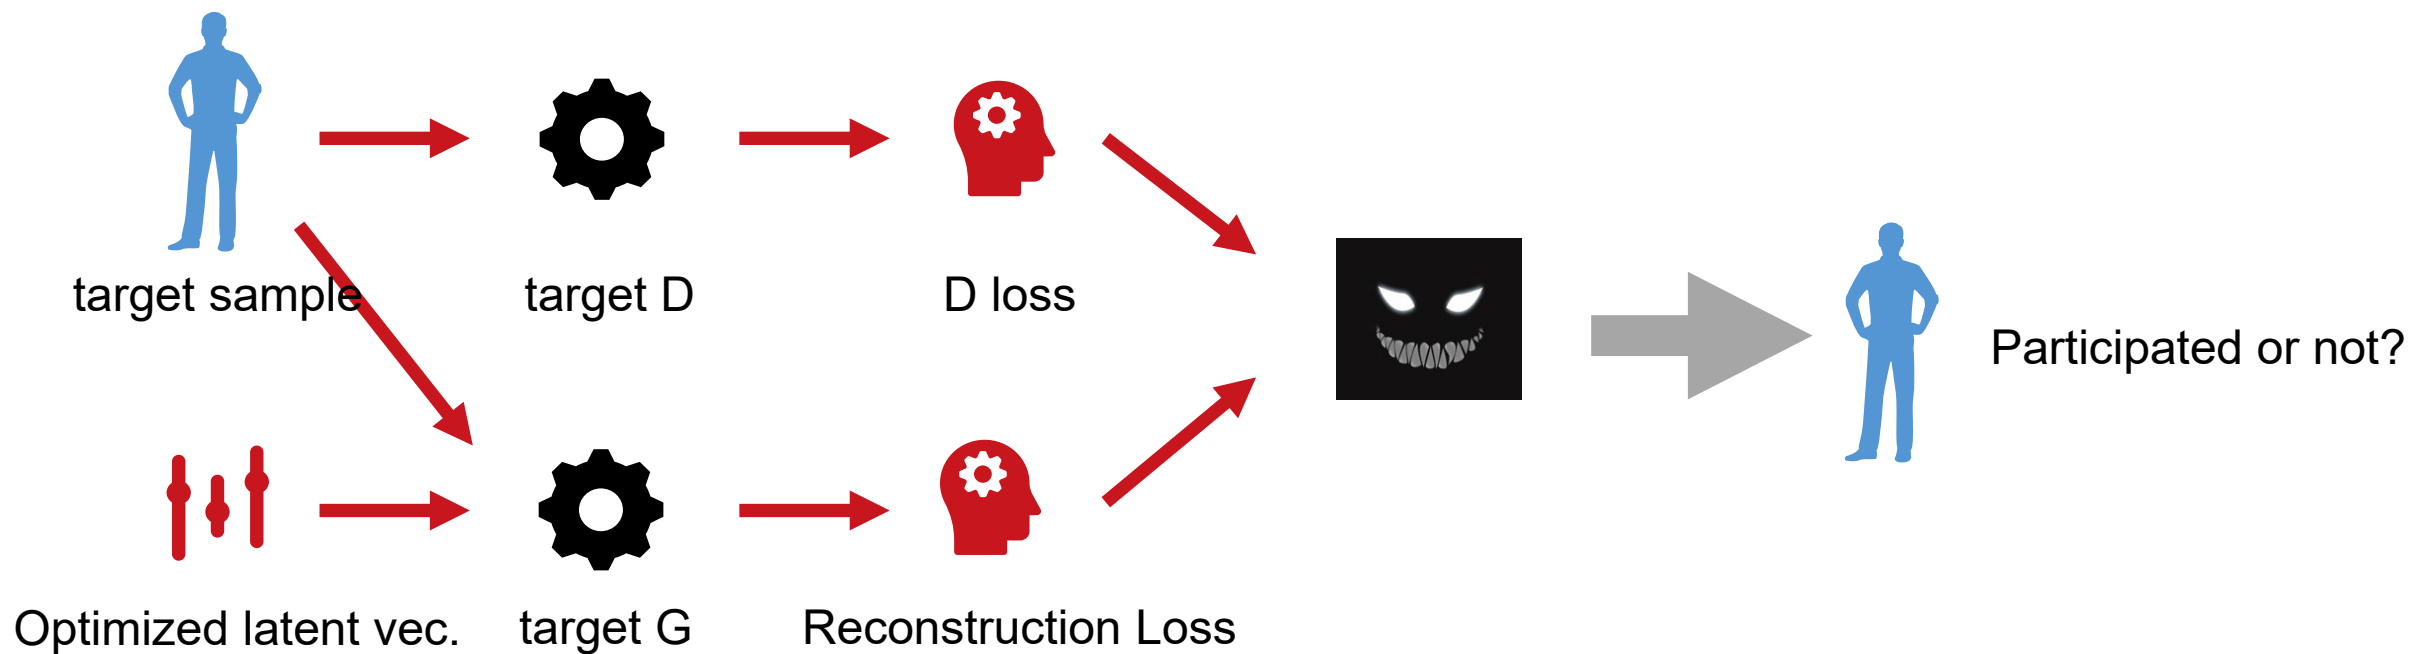 target sample
target D
D loss
Participated or not?
Optimized latent vec.
target G
Reconstruction Loss